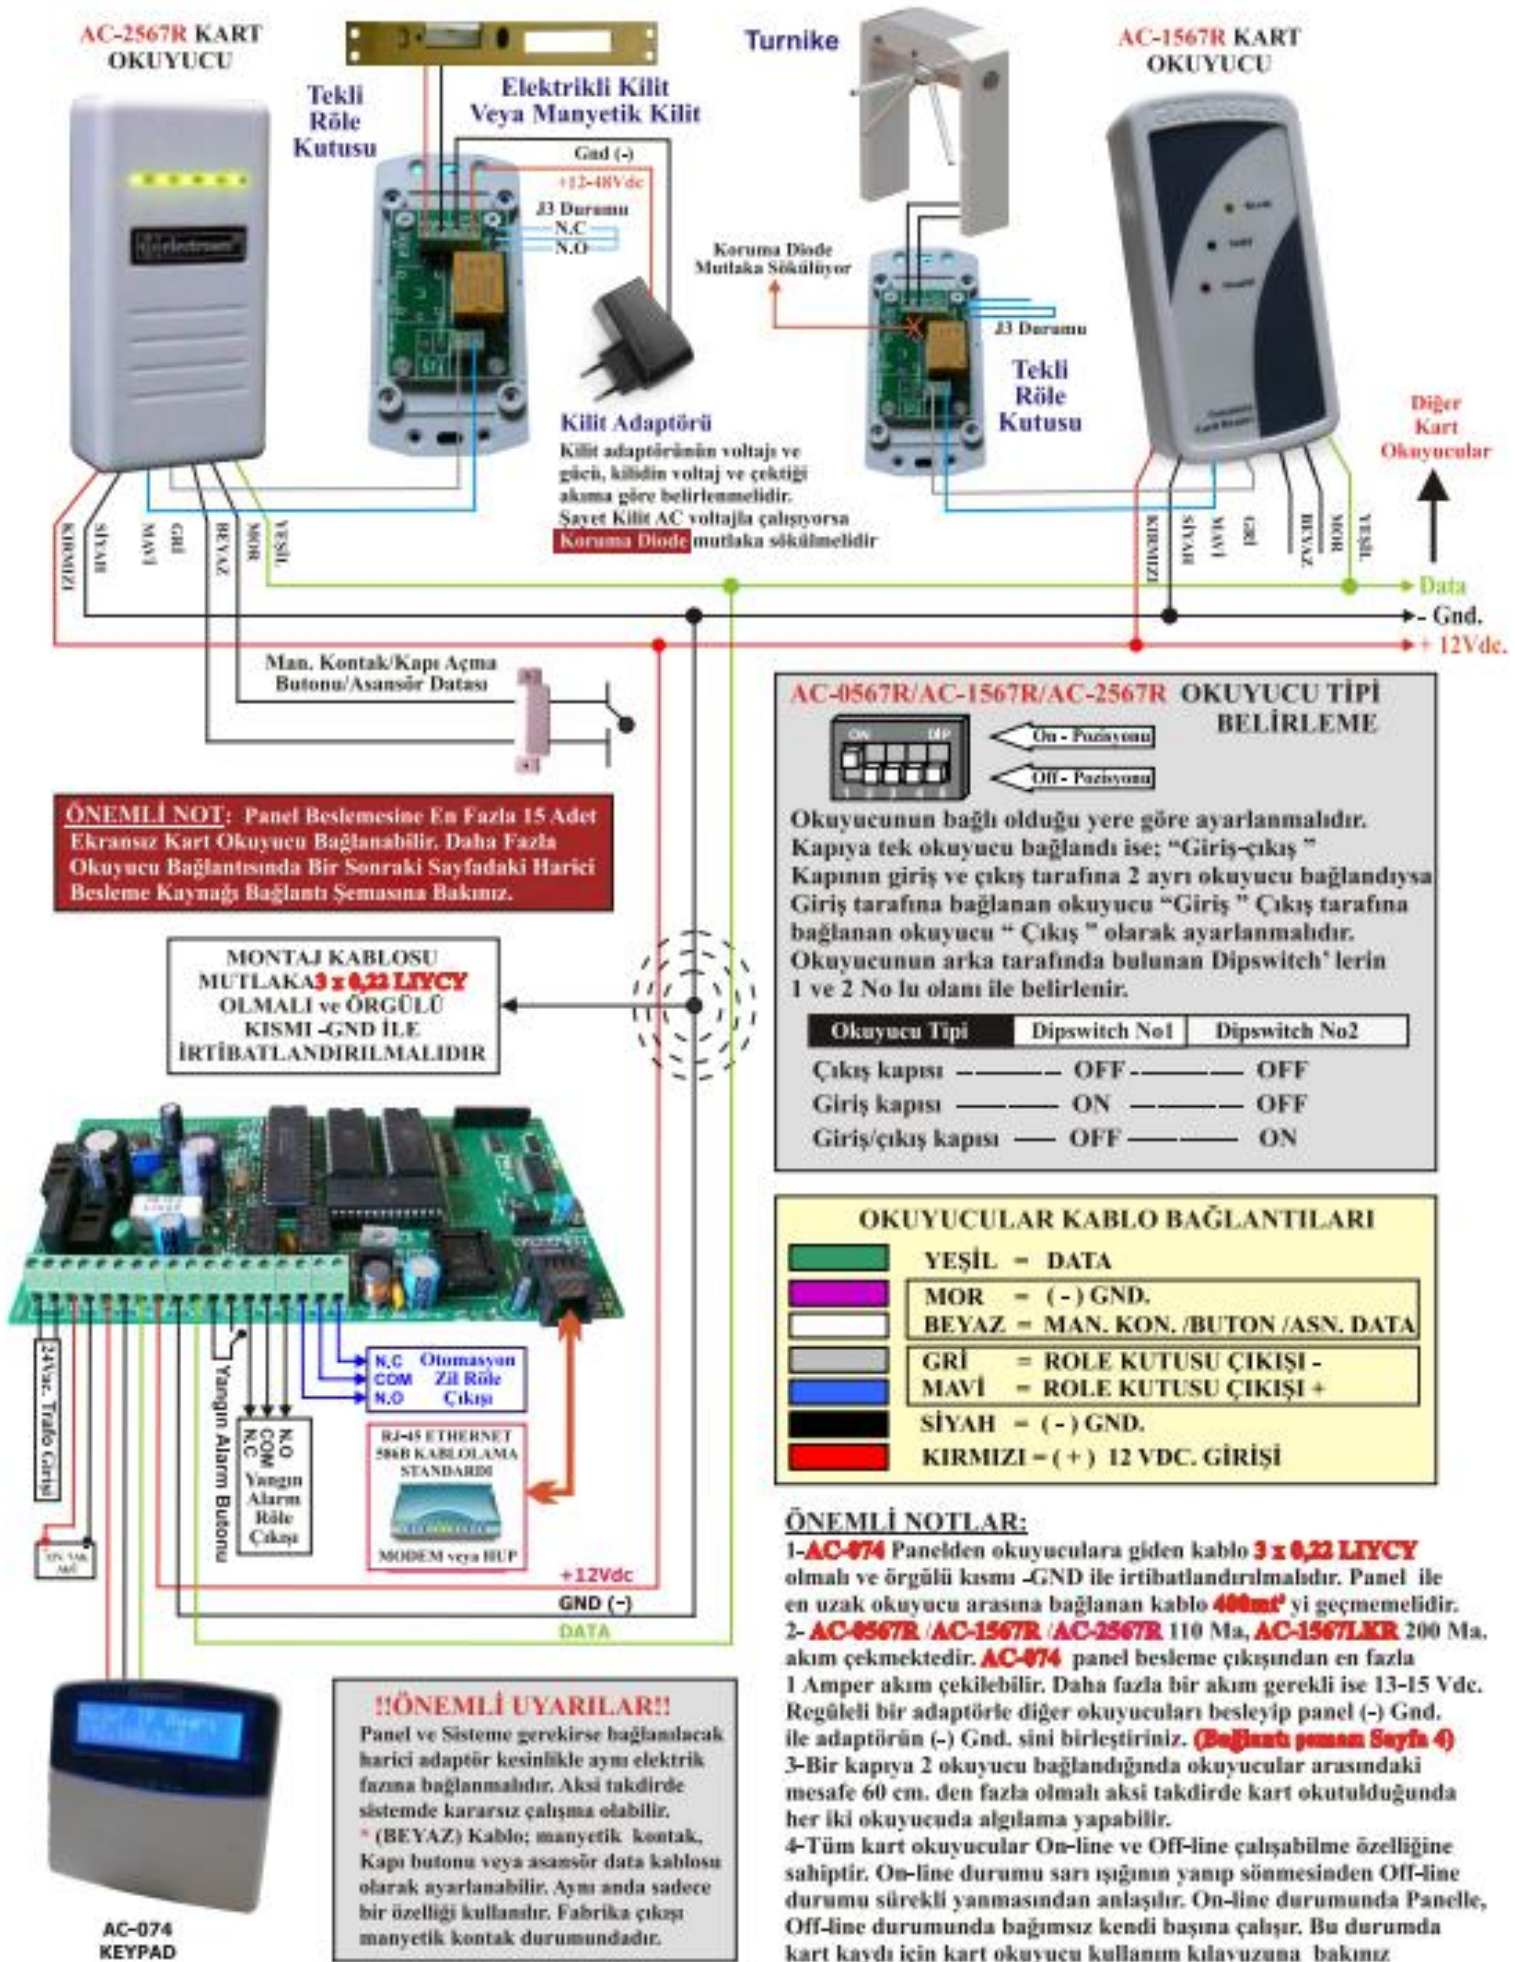 AC-2567R KART
OKUYUCU
Tekli
Röle
Kutusu
Elektrikli Kilit
Veya Manyetik Kilit
Gnd (-)
+12-48Vdc
J3 Durumu
N.C
N.O
Turnike
AC-1567R KART
OKUYUCU
Koruma Diode
Mutlaka Sökülüyor
J3 Durumu
Tekli
Röle
Kutusu
Kilit Adaptörü
Kilit adaptörünün voltajı ve
gücü, kilidin voltaj ve çektiği
akıma göre belirlenmelidir.
Şayet Kilit AC voltajla çalışıyorsa
Koruma Diode mutlaka sökülmelidir
Diğer
Kart
Okuyucular
KIRMIZI
SİYAH
MAVİ
GRİ
BEYAZ
MOR
YEŞİL
KIRMIZI
SİYAH
MAVİ
GRİ
BEYAZ
MOR
YEŞİL
Data
- Gnd.
+ 12Vdc.
Man. Kontak/Kapı Açma
Butonu/Asansör Datası
ÖNEMLİ NOT: Panel Beslemesine En Fazla 15 Adet
Ekransız Kart Okuyucu Bağlanabilir. Daha Fazla
Okuyucu Bağlantısında Bir Sonraki Sayfadaki Harici
Besleme Kaynağı Bağlantı Şemasına Bakınız.
AC-0567R/AC-1567R/AC-2567R OKUYUCU TİPİ
BELİRLEME
ON DİP
On - Pozisyonu
Off - Pozisyonu
Okuyucunun bağlı olduğu yere göre ayarlanmalıdır.
Kapıya tek okuyucu bağlandı ise; “Giriş-çıkış ”
Kapının giriş ve çıkış tarafına 2 ayrı okuyucu bağlandıysa
Giriş tarafına bağlanan okuyucu “Giriş ” Çıkış tarafına
bağlanan okuyucu “ Çıkış ” olarak ayarlanmalıdır.
Okuyucunun arka tarafında bulunan Dipswitch’ lerin
1 ve 2 No lu olanı ile belirlenir.
Okuyucu Tipi Dipswitch No1 Dipswitch No2
Çıkış kapısı OFF OFF
Giriş kapısı ON OFF
Giriş/çıkış kapısı OFF ON
MONTAJ KABLOSU
MUTLAKA 3 x 0,22 LIYCY
OLMALI ve ÖRGÜLÜ
KISMI -GND İLE
İRTİBATLANDIRILMALIDIR
OKUYUCULAR KABLO BAĞLANTILARI
YEŞİL = DATA
MOR = ( - ) GND.
BEYAZ = MAN. KON. /BUTON /ASN. DATA
GRİ = ROLE KUTUSU ÇIKIŞI -
MAVİ = ROLE KUTUSU ÇIKIŞI +
SİYAH = ( - ) GND.
KIRMIZI = ( + ) 12 VDC. GİRİŞİ
24Vac. Trafo Girişi
Yangın Alarm Butonu
N.C
COM
N.O
Yangın
Alarm
Röle
Çıkışı
N.C Otomasyon
COM Zil Röle
N.O Çıkışı
RJ-45 ETHERNET
586B KABLOLAMA
STANDARDI
MODEM veya HUP
+12Vdc
GND (-)
DATA
AC-074
KEYPAD
!!ÖNEMLİ UYARILAR!!
Panel ve Sisteme gerekirse bağlanılacak
harici adaptör kesinlikle aynı elektrik
fazına bağlanmalıdır. Aksi takdirde
sistemde kararsız çalışma olabilir.
* (BEYAZ) Kablo; manyetik kontak,
Kapı butonu veya asansör data kablosu
olarak ayarlanabilir. Aynı anda sadece
bir özelliği kullanılır. Fabrika çıkışı
manyetik kontak durumundadır.
ÖNEMLİ NOTLAR:
1-AC-074 Panelden okuyuculara giden kablo 3 x 0,22 LIYCY
olmalı ve örgülü kısmı -GND ile irtibatlandırılmalıdır. Panel ile
en uzak okuyucu arasına bağlanan kablo 400mt' yi geçmemelidir.
2- AC-0567R /AC-1567R /AC-2567R 110 Ma, AC-1567LKR 200 Ma.
akım çekmektedir. AC-074 panel besleme çıkışından en fazla
1 Amper akım çekilebilir. Daha fazla bir akım gerekli ise 13-15 Vdc.
Regüleli bir adaptörle diğer okuyucuları besleyip panel (-) Gnd.
ile adaptörün (-) Gnd. sini birleştiriniz. (Bağlantı şeması Sayfa 4)
3-Bir kapıya 2 okuyucu bağlandığında okuyucular arasındaki
mesafe 60 cm. den fazla olmalı aksi takdirde kart okutulduğunda
her iki okuyucuda algılama yapabilir.
4-Tüm kart okuyucular On-line ve Off-line çalışabilme özelliğine
sahiptir. On-line durumu sarı ışığının yanıp sönmesinden Off-line
durumu sürekli yanmasından anlaşılır. On-line durumunda Panelle,
Off-line durumunda bağımsız kendi başına çalışır. Bu durumda
kart kaydı için kart okuyucu kullanım kılavuzuna bakınız